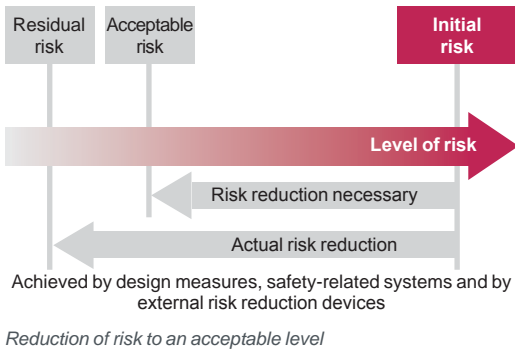 Residual
risk
Acceptable
risk
Initial
risk
Level of risk
Risk reduction necessary
Actual risk reduction
Achieved by design measures, safety-related systems and by
external risk reduction devices
Reduction of risk to an acceptable level